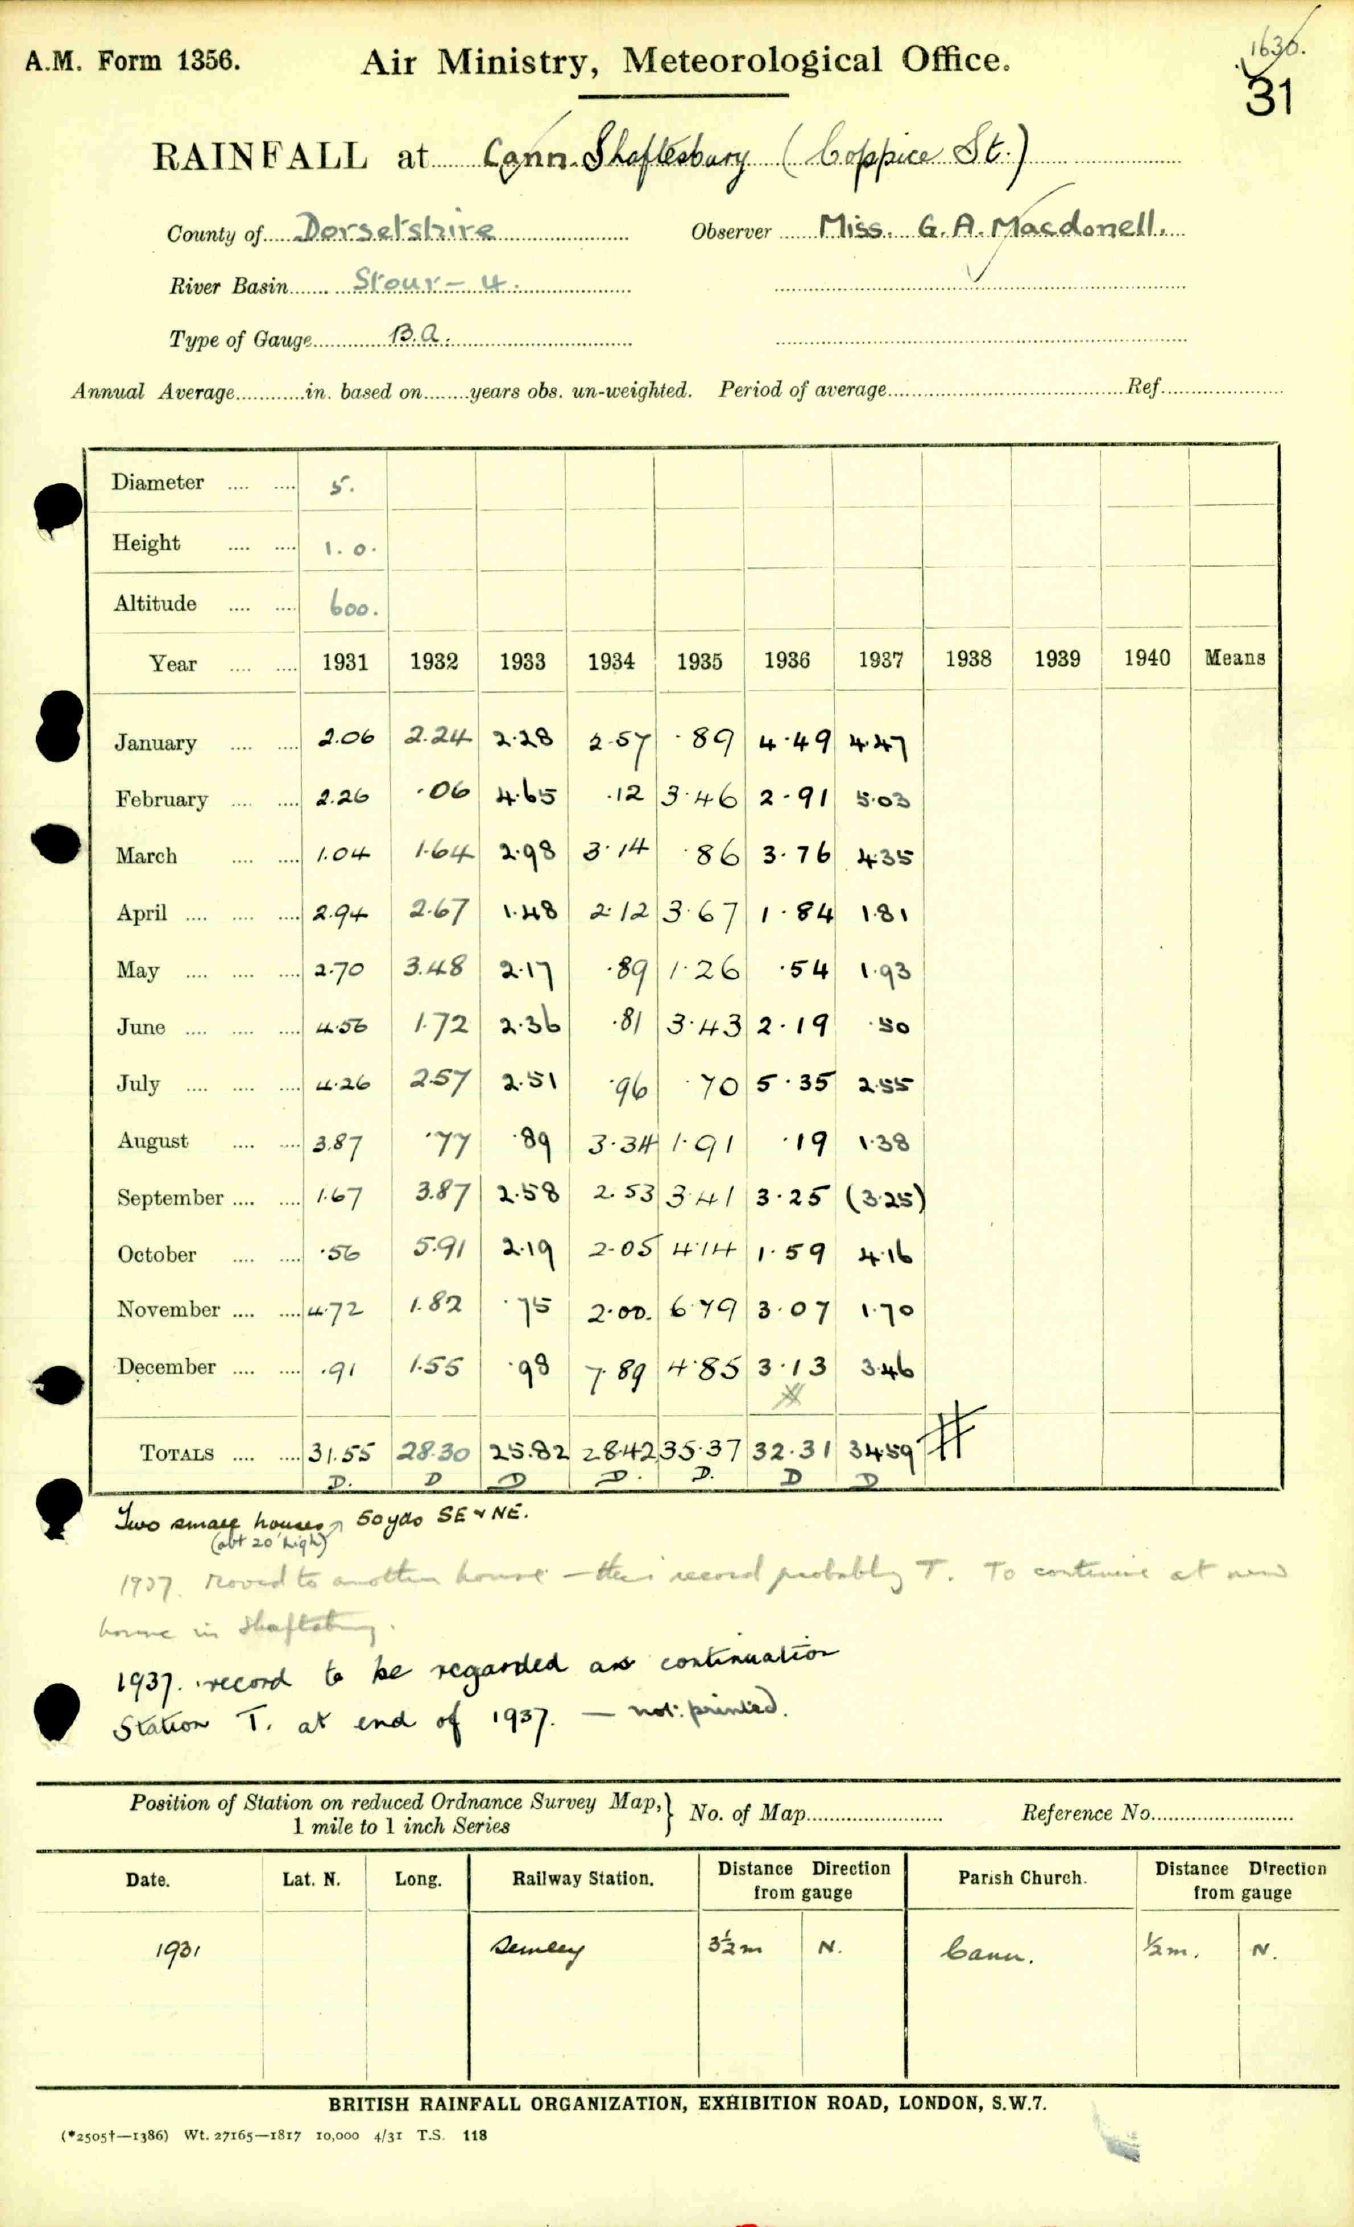 A.M. Form 1356.
Air Ministry, Meteorological Office.
1636.
31
RAINFALL at Cann. Shaftesbury (Coppice St.)
County of Dorsetshire Observer Miss. G. A. Macdonell.
River Basin Stour - 4.
Type of Gauge B.A.
Annual Average in. based on years obs. un-weighted. Period of average Ref.
Diameter 5.
Height 1.0.
Altitude 600.
Year 1931 1932 1933 1934 1935 1936 1937 1938 1939 1940 Means
January 2.06 2.24 2.28 2.57 .89 4.49 4.47
February 2.26 .06 4.65 .12 3.46 2.91 5.03
March 1.04 1.64 2.98 3.14 .86 3.76 4.35
April 2.94 2.67 1.48 2.12 3.67 1.84 1.81
May 2.70 3.48 2.17 .89 1.26 .54 1.93
June 4.56 1.72 2.36 .81 3.43 2.19 .50
July 4.26 2.57 2.51 .96 .70 5.35 2.55
August 3.87 .77 .89 3.34 1.91 .19 1.38
September 1.67 3.87 2.58 2.53 3.41 3.25 (3.25)
October .56 5.91 2.19 2.05 4.14 1.59 4.16
November 4.72 1.82 .75 2.00. 6.79 3.07 1.70
December .91 1.55 .98 7.89 4.85 3.13 3.46
TOTALS 31.55 28.30 25.82 28.42 35.37 32.31 34.59
D. D D D. D. D D
Two small houses, 50 yds SE & NE.
(abt 20' high)
1937. Moved to another house - this record probably T. To continue at new
house in Shaftesbury.
1937. record to be regarded as continuation
Station T. at end of 1937. — not printed.
Position of Station on reduced Ordnance Survey Map, } No. of Map Reference No.
1 mile to 1 inch Series
Date. Lat. N. Long. Railway Station. Distance Direction from gauge Parish Church. Distance Direction from gauge
1931 Semley 3½m N. Cann. ½m. N.
BRITISH RAINFALL ORGANIZATION, EXHIBITION ROAD, LONDON, S.W.7.
(*2505†—1386) Wt. 27165—1817 10,000 4/31 T.S. 118